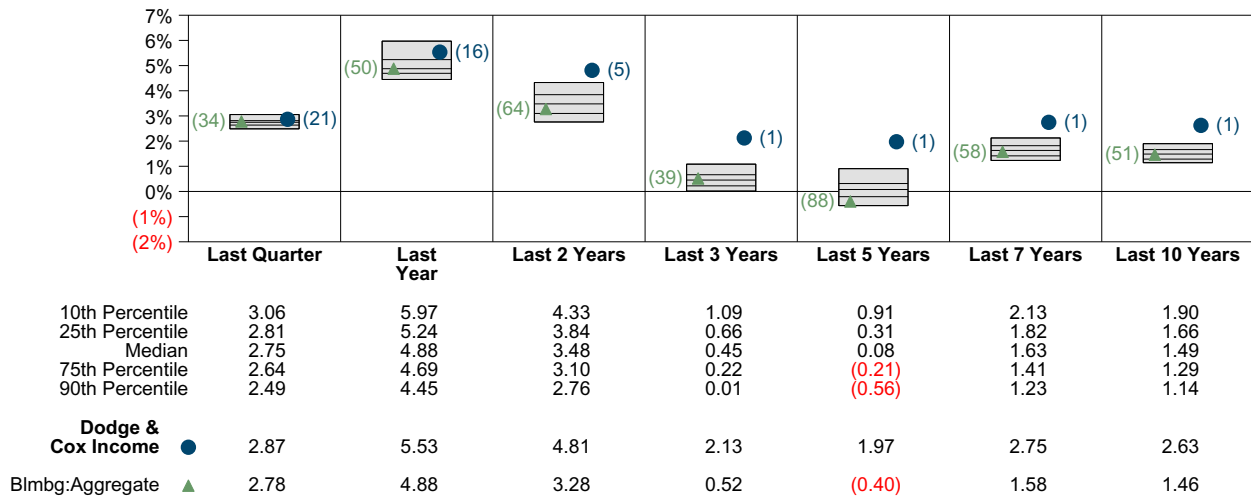 7%
6%
5%
4%
3%
2%
1%
0%
(1%)
(2%)
(34) (21)
(50) (16)
(64) (5)
(39) (1)
(88) (1)
(58) (1)
(51) (1)
Last Quarter Last Year Last 2 Years Last 3 Years Last 5 Years Last 7 Years Last 10 Years
10th Percentile 3.06 5.97 4.33 1.09 0.91 2.13 1.90
25th Percentile 2.81 5.24 3.84 0.66 0.31 1.82 1.66
Median 2.75 4.88 3.48 0.45 0.08 1.63 1.49
75th Percentile 2.64 4.69 3.10 0.22 (0.21) 1.41 1.29
90th Percentile 2.49 4.45 2.76 0.01 (0.56) 1.23 1.14
Dodge &
Cox Income 2.87 5.53 4.81 2.13 1.97 2.75 2.63
Blmbg:Aggregate 2.78 4.88 3.28 0.52 (0.40) 1.58 1.46